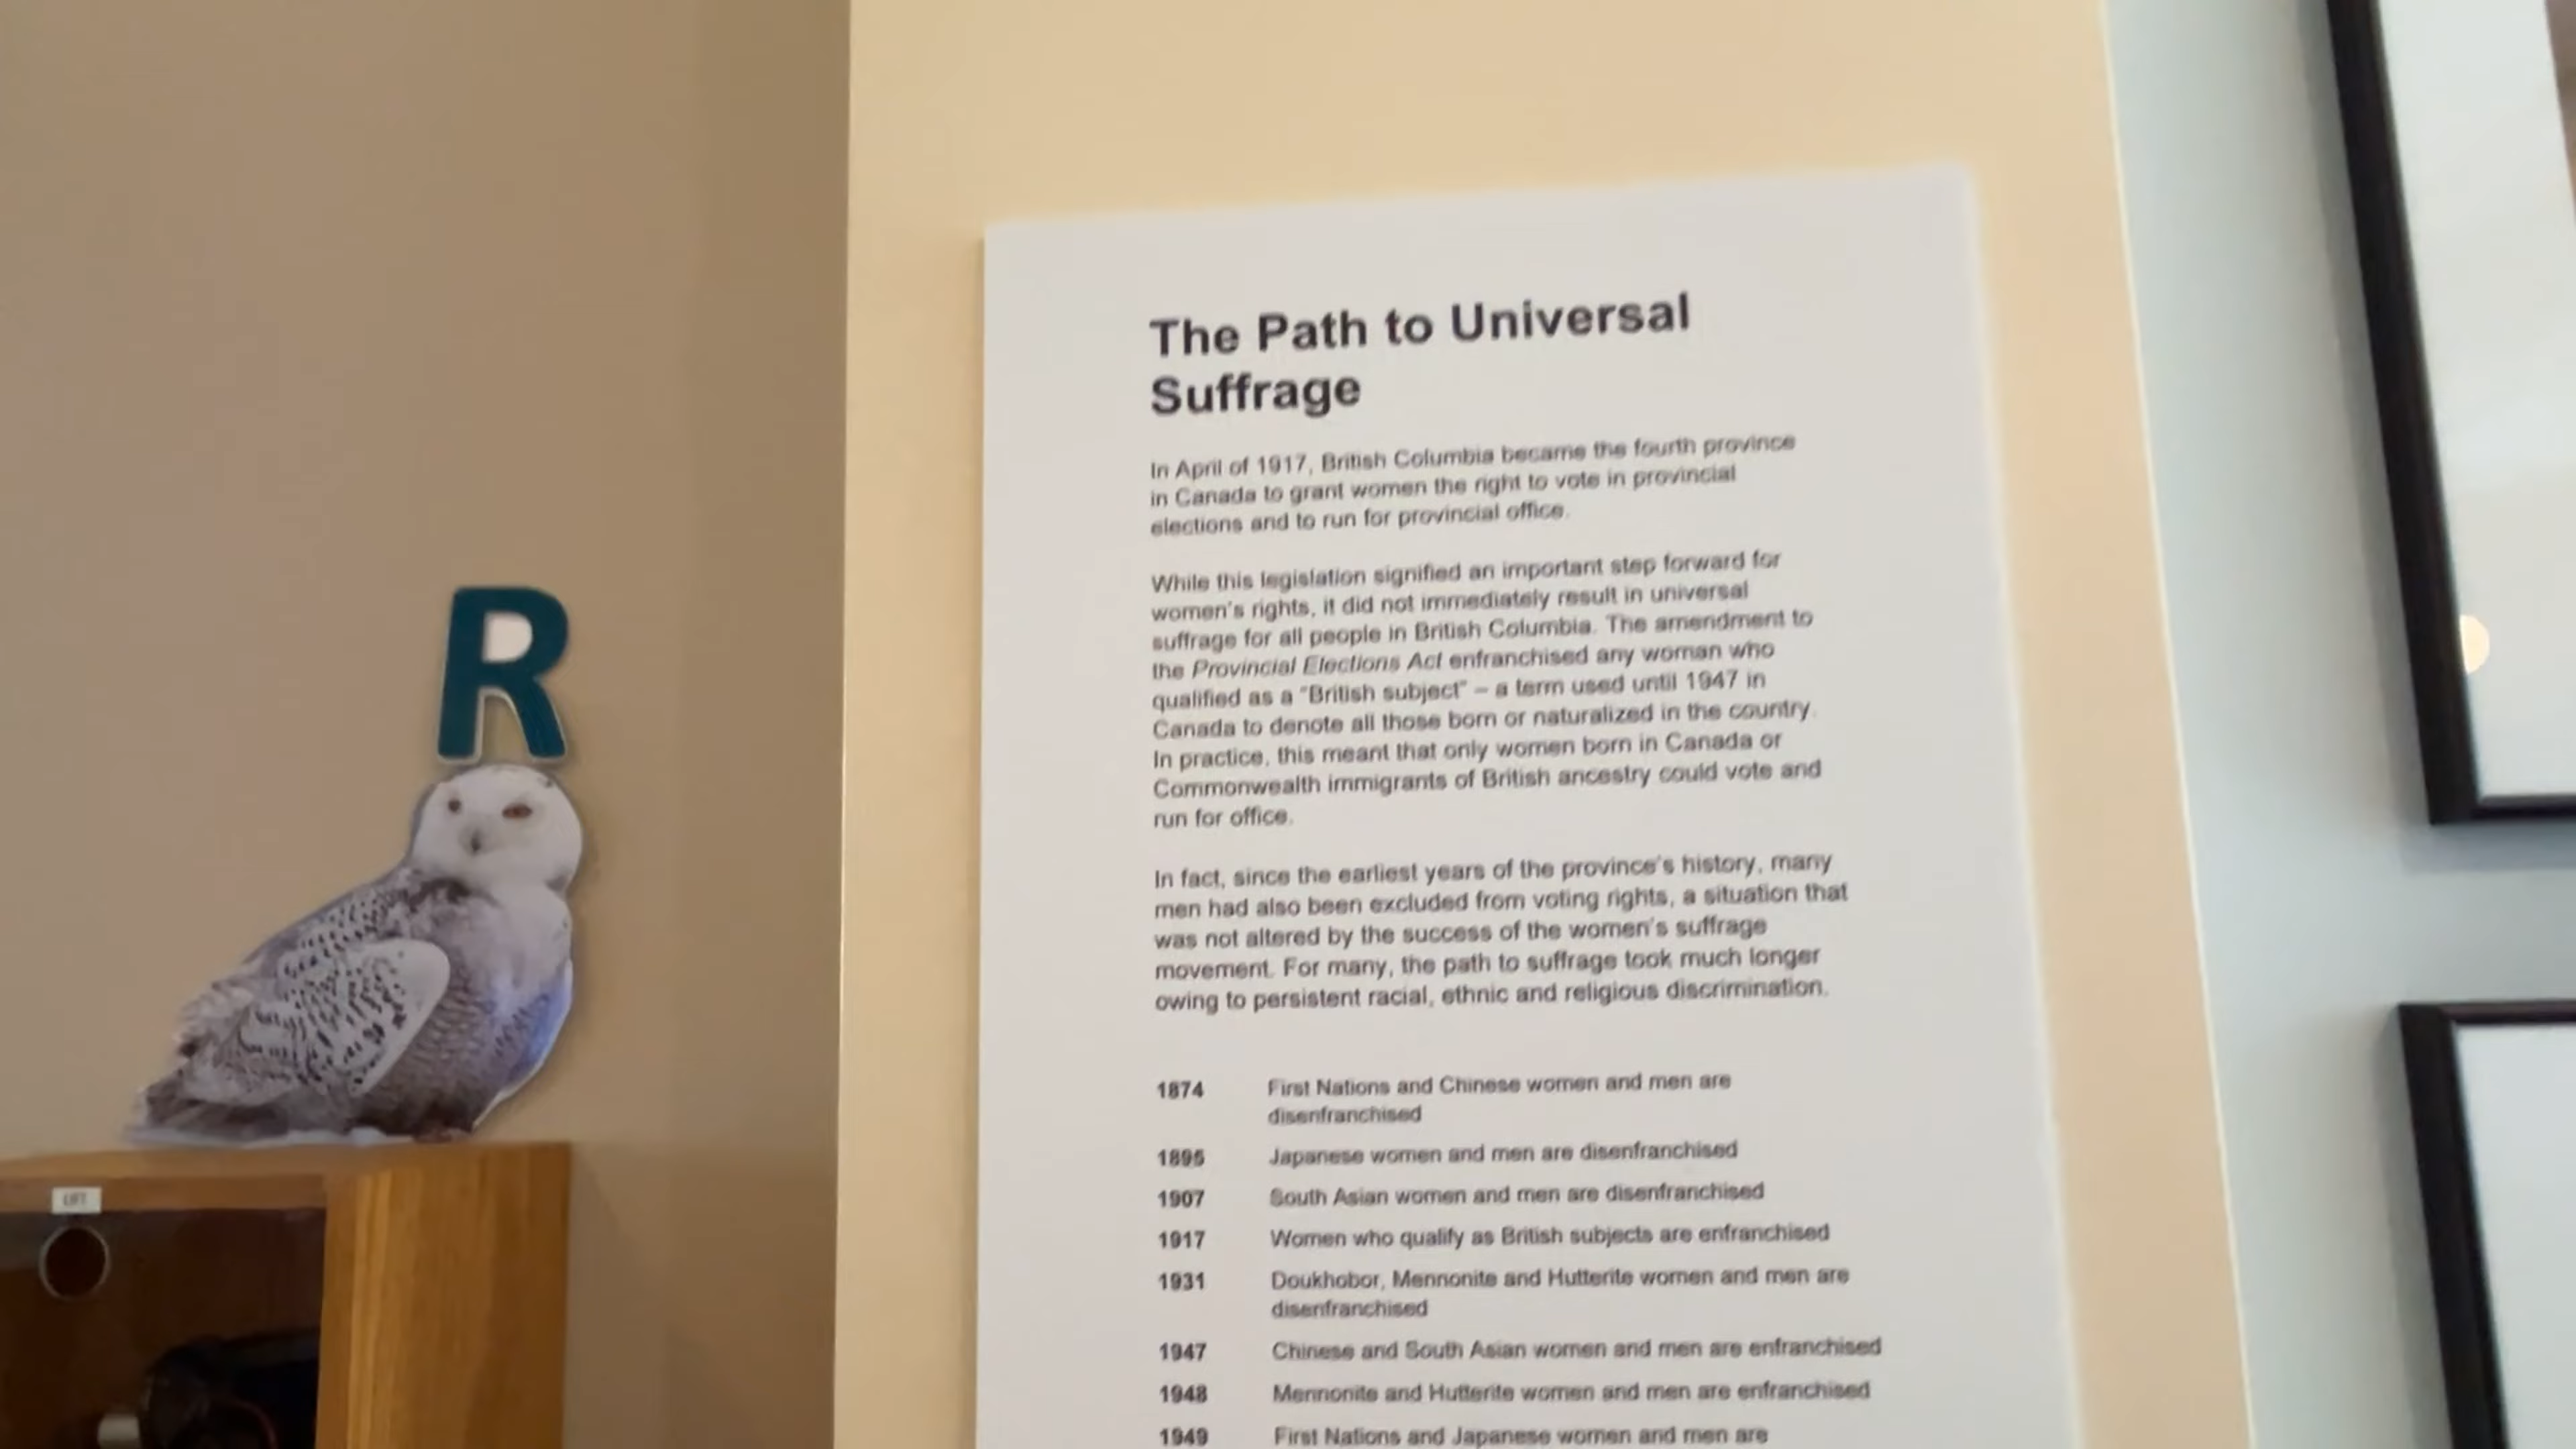 R
LIFT
The Path to Universal
Suffrage
In April of 1917, British Columbia became the fourth province
in Canada to grant women the right to vote in provincial
elections and to run for provincial office.
While this legislation signified an important step forward for
women's rights, it did not immediately result in universal
suffrage for all people in British Columbia. The amendment to
the Provincial Elections Act enfranchised any woman who
qualified as a "British subject" – a term used until 1947 in
Canada to denote all those born or naturalized in the country.
In practice, this meant that only women born in Canada or
Commonwealth immigrants of British ancestry could vote and
run for office.
In fact, since the earliest years of the province's history, many
men had also been excluded from voting rights, a situation that
was not altered by the success of the women's suffrage
movement. For many, the path to suffrage took much longer
owing to persistent racial, ethnic and religious discrimination.
1874 First Nations and Chinese women and men are
disenfranchised
1895 Japanese women and men are disenfranchised
1907 South Asian women and men are disenfranchised
1917 Women who qualify as British subjects are enfranchised
1931 Doukhobor, Mennonite and Hutterite women and men are
disenfranchised
1947 Chinese and South Asian women and men are enfranchised
1948 Mennonite and Hutterite women and men are enfranchised
1949 First Nations and Japanese women and men are